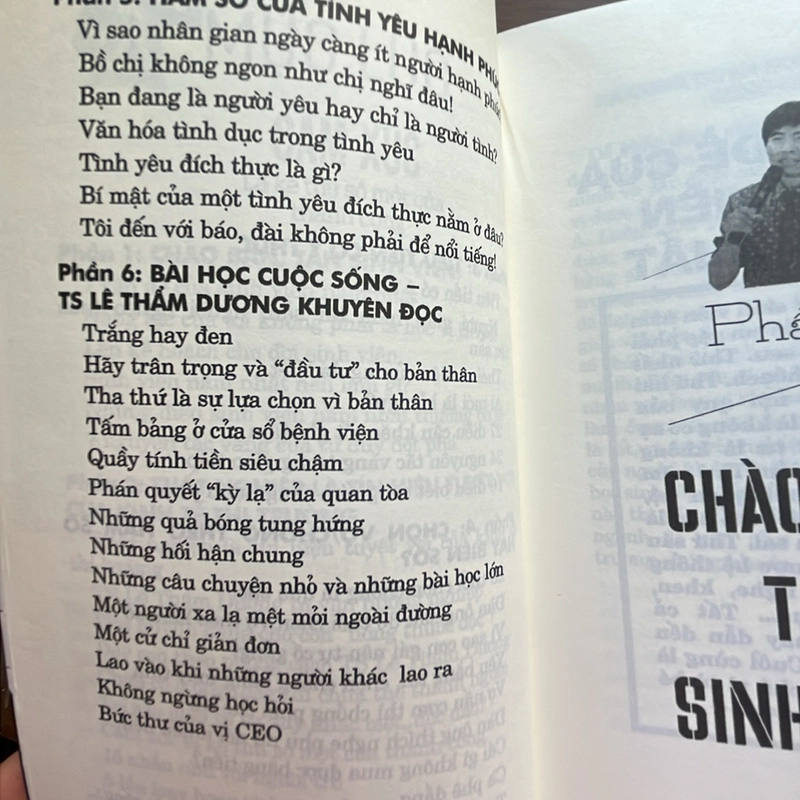 HÀM SỐ CỦA TÌNH YÊU HẠNH
Vì sao nhân gian ngày càng ít người hạnh phúc
Bồ chị không ngon như chị nghĩ đâu!
Bạn đang là người yêu hay chỉ là người tình?
Văn hóa tình dục trong tình yêu
Tình yêu đích thực là gì?
Bí mật của một tình yêu đích thực nằm ở đâu?
Tôi đến với báo, đài không phải để nổi tiếng!
Phần 6: BÀI HỌC CUỘC SỐNG –
TS LÊ THẨM DƯƠNG KHUYÊN ĐỌC
Trắng hay đen
Hãy trân trọng và “đầu tư” cho bản thân
Tha thứ là sự lựa chọn vì bản thân
Tấm bảng ở cửa sổ bệnh viện
Quầy tính tiền siêu chậm
Phán quyết “kỳ lạ” của quan tòa
Những quả bóng tung hứng
Những hối hận chung
Những câu chuyện nhỏ và những bài học lớn
Một người xa lạ mệt mỏi ngoài đường
Một cử chỉ giản đơn
Lao vào khi những người khác lao ra
Không ngừng học hỏi
Bức thư của vị CEO
Phầ
CHÀO
T
SINH